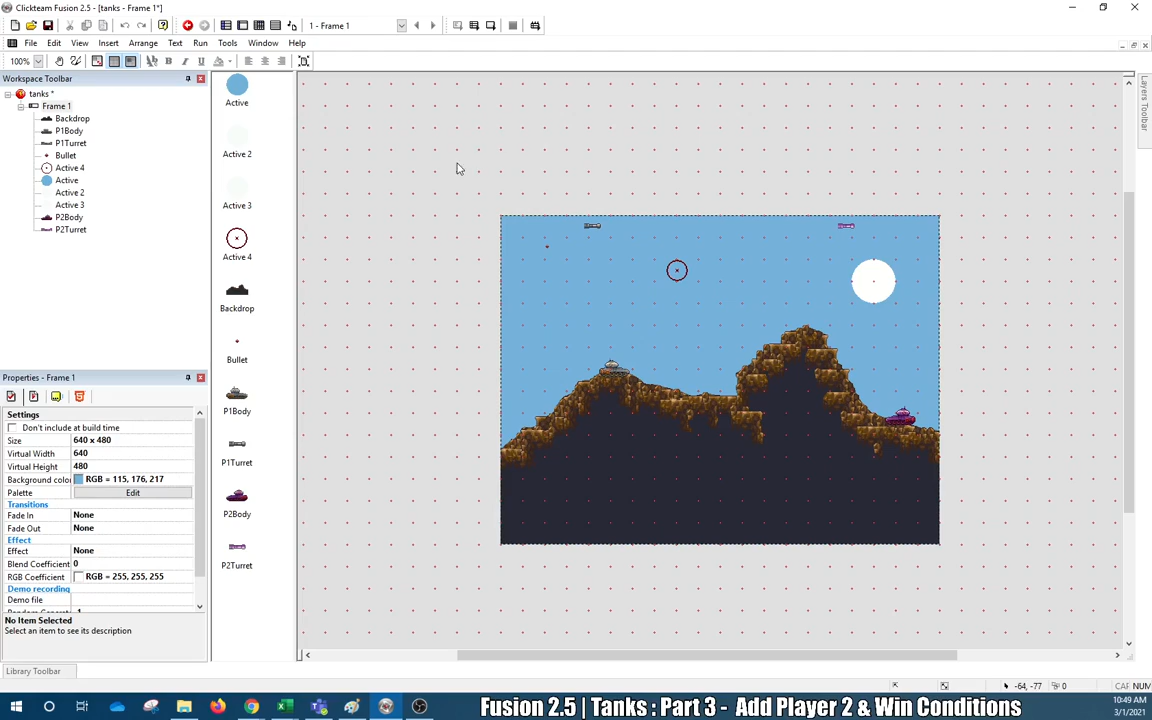 Clickteam Fusion 2.5 - [tanks - Frame 1*]
1 - Frame 1
File Edit View Insert Arrange Text Run Tools Window Help
100%
B I U
Workspace Toolbar
tanks *
Frame 1
Backdrop
P1Body
P1Turret
Bullet
Active 4
Active
Active 2
Active 3
P2Body
P2Turret
Active
Active 2
Active 3
Active 4
Backdrop
Bullet
P1Body
P1Turret
P2Body
P2Turret
Layers Toolbar
Properties - Frame 1
Settings
Don't include at build time
Size 640 x 480
Virtual Width 640
Virtual Height 480
Background colo RGB = 115, 176, 217
Palette Edit
Transitions
Fade In None
Fade Out None
Effect
Effect None
Blend Coefficient 0
RGB Coefficient RGB = 255, 255, 255
Demo recording
Demo file
No Item Selected
Select an item to see its description
Library Toolbar
-64, -77 0 CAP NUM
Fusion 2.5 | Tanks : Part 3 - Add Player 2 & Win Conditions
10:49 AM
3/1/2021